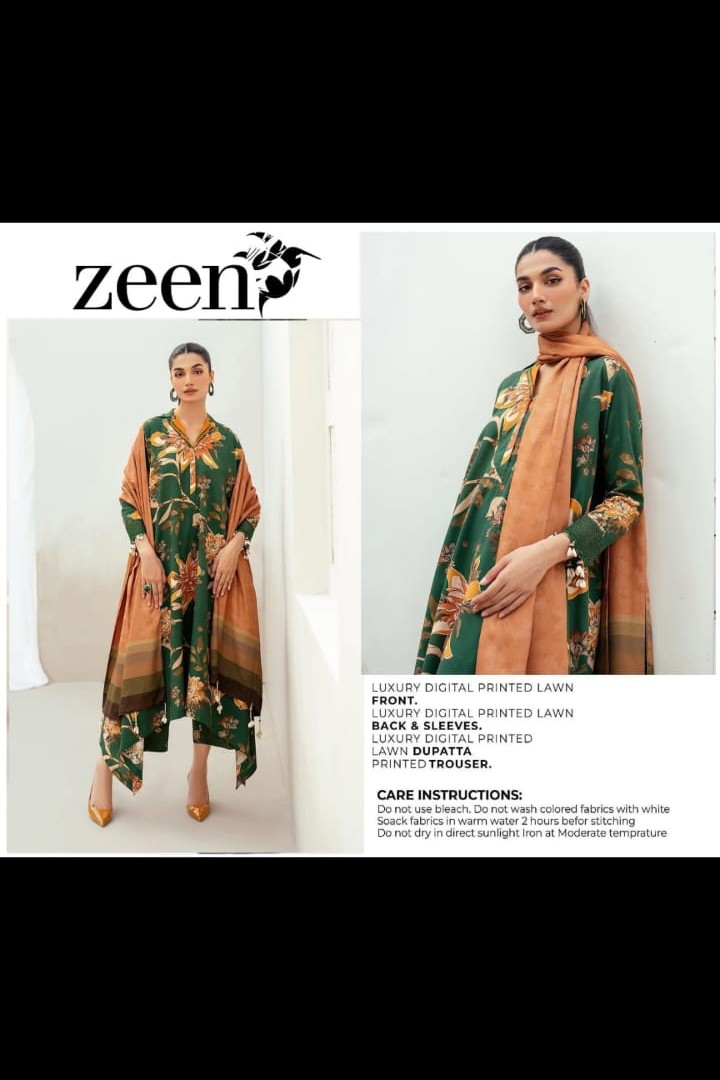 zeen
LUXURY DIGITAL PRINTED LAWN
FRONT.
LUXURY DIGITAL PRINTED LAWN
BACK & SLEEVES.
LUXURY DIGITAL PRINTED
LAWN DUPATTA
PRINTED TROUSER.
CARE INSTRUCTIONS:
Do not use bleach. Do not wash colored fabrics with white
Soack fabrics in warm water 2 hours befor stitching
Do not dry in direct sunlight Iron at Moderate temprature